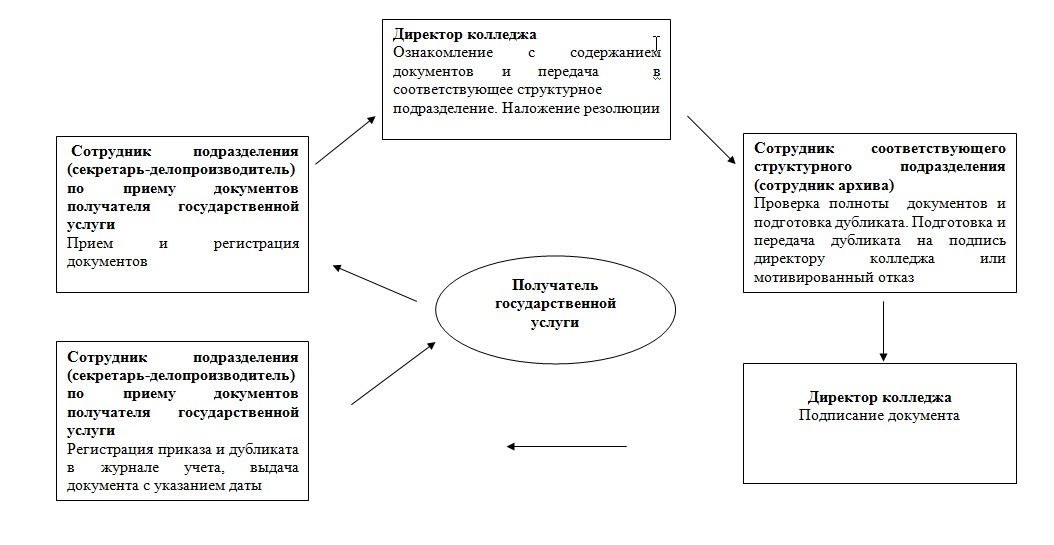 Директор колледжа
Ознакомление с содержанием
документов и передача в
соответствующее структурное
подразделение. Наложение резолюции
Сотрудник подразделения
(секретарь-делопроизводитель)
по приему документов
получателя государственной
услуги
Прием и регистрация
документов
Сотрудник соответствующего
структурного подразделения
(сотрудник архива)
Проверка полноты документов и
подготовка дубликата. Подготовка и
передача дубликата на подпись
директору колледжа или
мотивированный отказ
Получатель
государственной
услуги
Сотрудник подразделения
(секретарь-делопроизводитель)
по приему документов
получателя государственной
услуги
Регистрация приказа и дубликата
в журнале учета, выдача
документа с указанием даты
Директор колледжа
Подписание документа